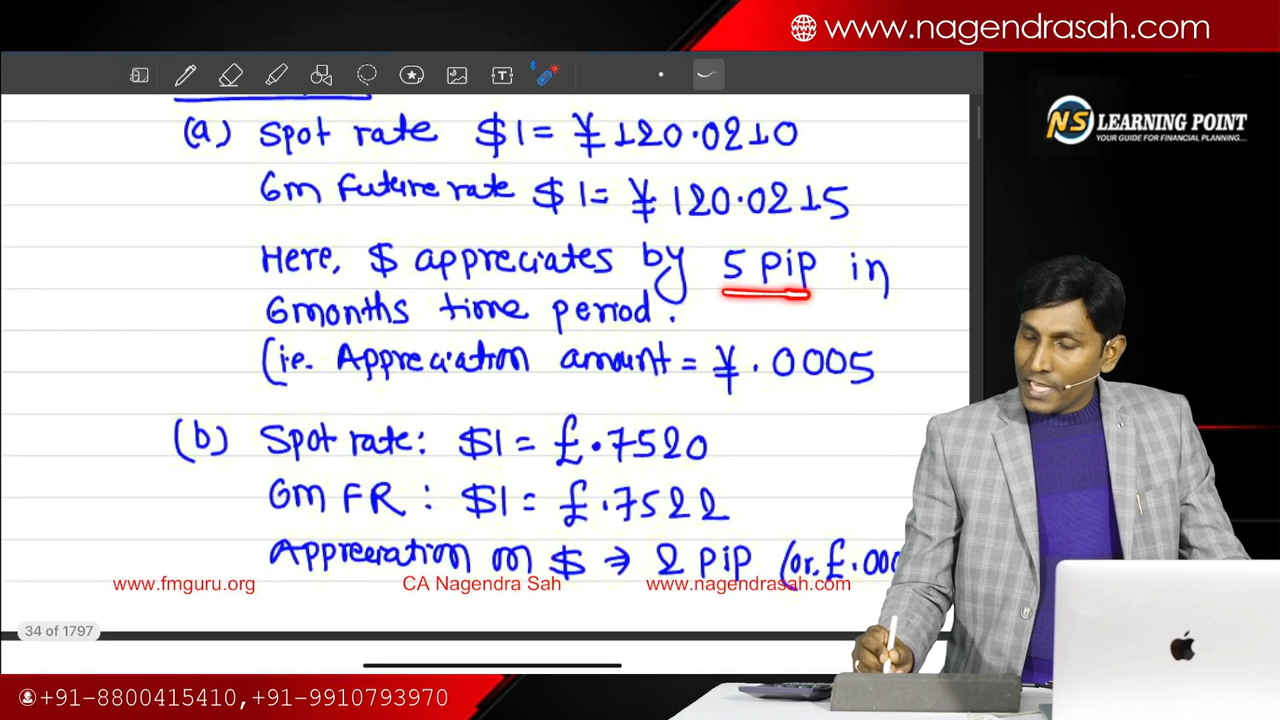 www.nagendrasah.com
NS LEARNING POINT
YOUR GUIDE FOR FINANCIAL PLANNING...
(a) Spot rate $1 = ¥120.0210
6m Future rate $1 = ¥120.0215
Here, $ appreciates by 5 pip in
6months time period.
(ie. Appreciation amount = ¥.0005
(b) Spot rate: $1 = £.7520
6m FR : $1 = £.7522
Appreciation on $ ⇒ 2 pip (or. £.000
www.fmguru.org CA Nagendra Sah www.nagendrasah.com
34 of 1797
+91-8800415410,+91-9910793970